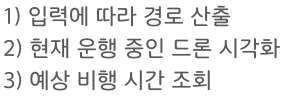 1) 입력에 따라 경로 산출
2) 현재 운행 중인 드론 시각화
3) 예상 비행 시간 조회